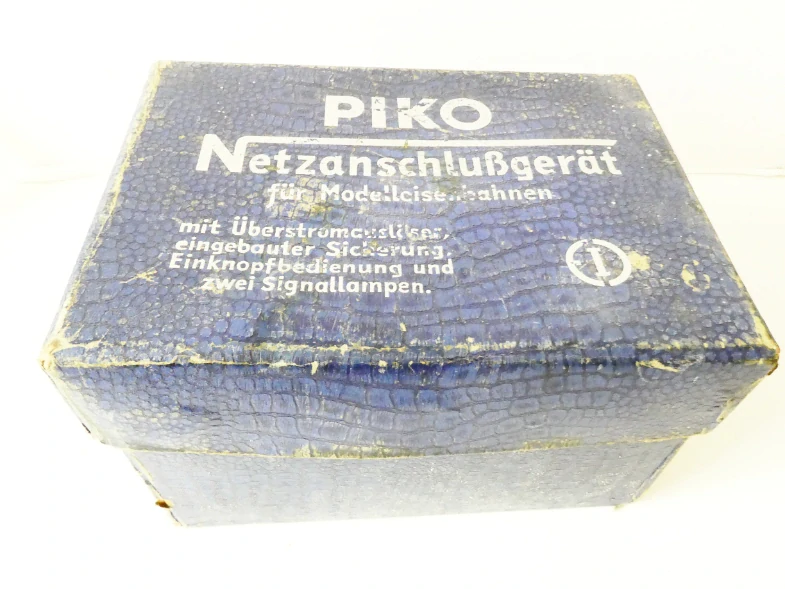 PIKO
Netzanschlußgerät
für Modelleisenbahnen
mit Überstromauslöser,
eingebauter Sicherung,
Einknopfbedienung und
zwei Signallampen.